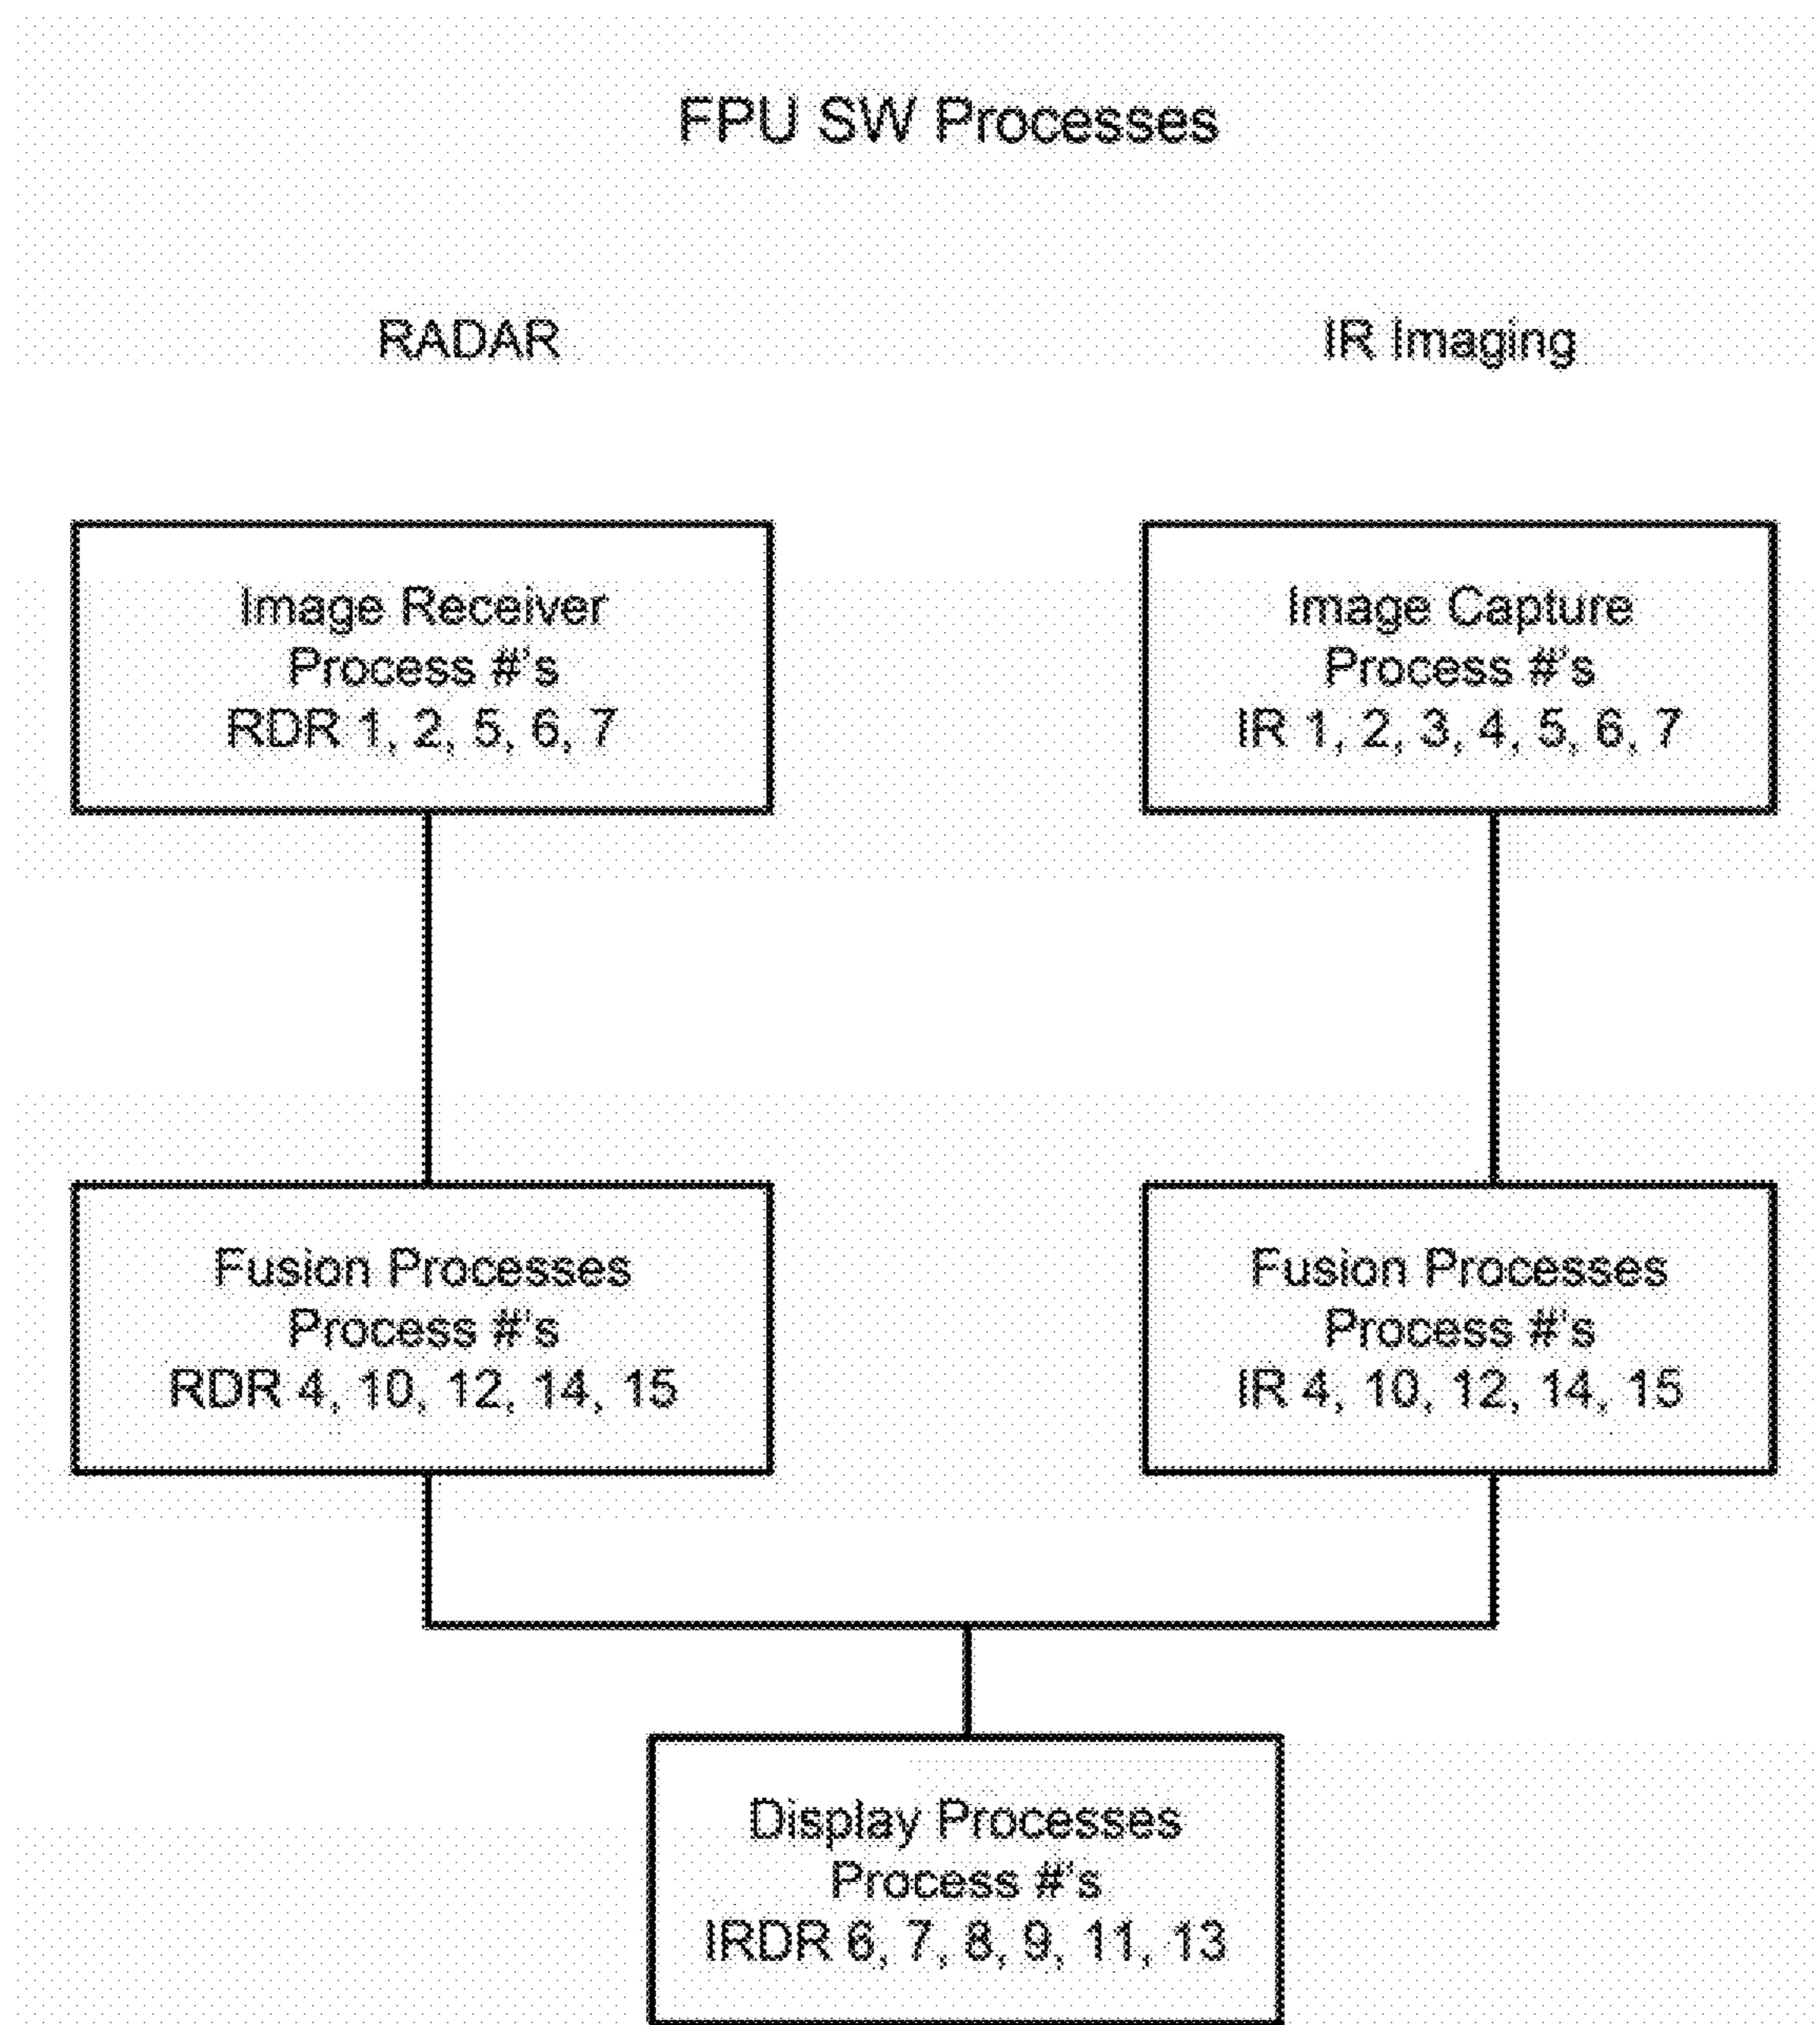 FPU SW Processes
RADAR
IR Imaging
Image Receiver
Process #'s
RDR 1, 2, 5, 6, 7
Image Capture
Process #'s
IR 1, 2, 3, 4, 5, 6, 7
Fusion Processes
Process #'s
RDR 4, 10, 12, 14, 15
Fusion Processes
Process #'s
IR 4, 10, 12, 14, 15
Display Processes
Process #'s
IRDR 6, 7, 8, 9, 11, 13